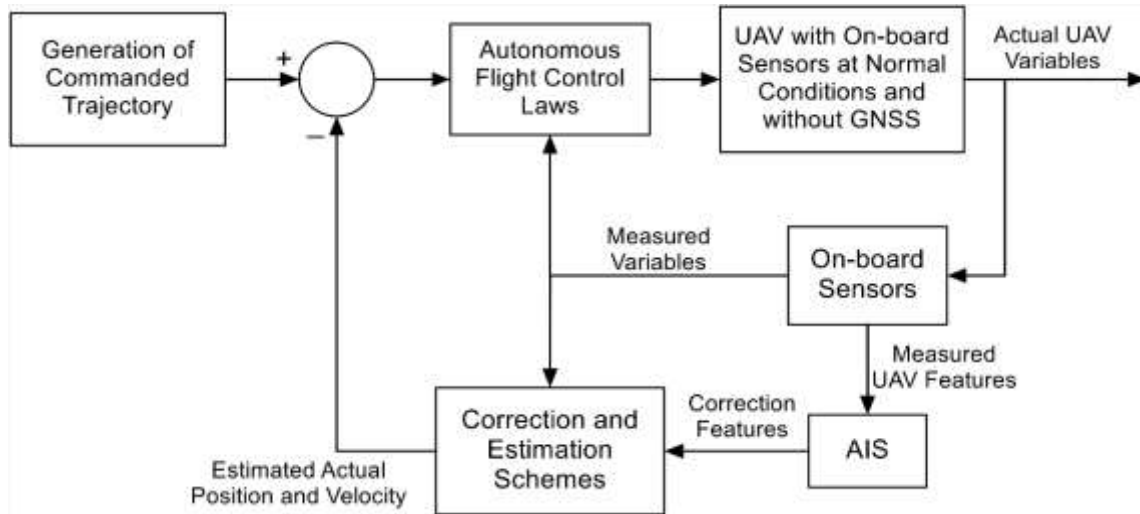 Generation of
Commanded
Trajectory
+
–
Autonomous
Flight Control
Laws
UAV with On-board
Sensors at Normal
Conditions and
without GNSS
Actual UAV
Variables
Measured
Variables
On-board
Sensors
Measured
UAV Features
Correction and
Estimation
Schemes
Correction
Features
AIS
Estimated Actual
Position and Velocity